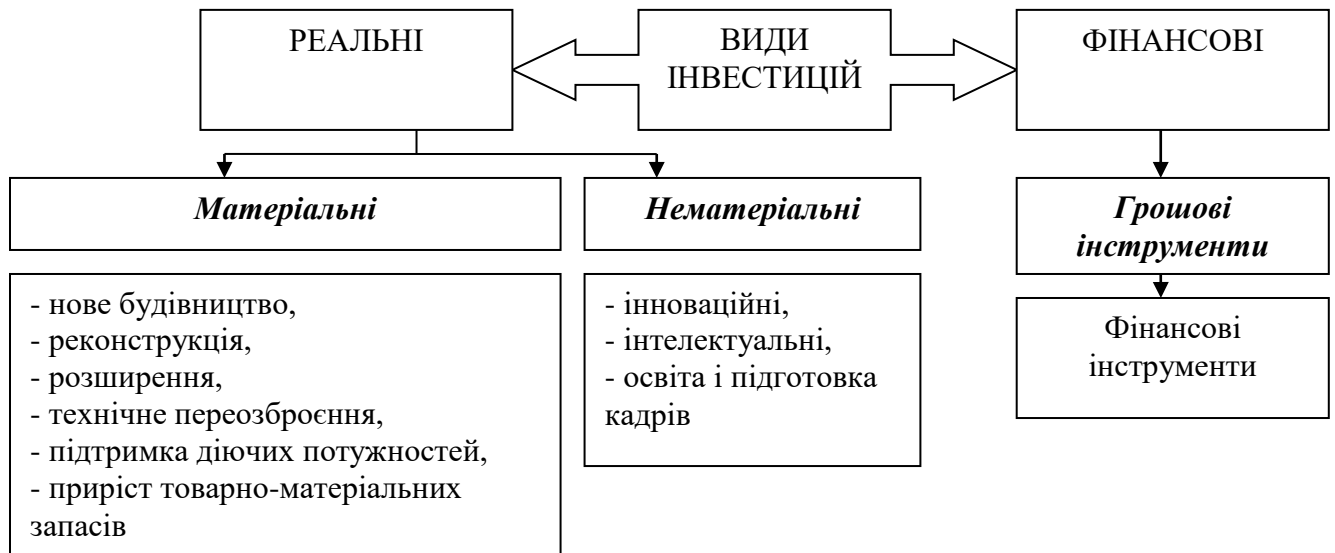 РЕАЛЬНІ
ВИДИ
ІНВЕСТИЦІЙ
ФІНАНСОВІ
Матеріальні
Нематеріальні
Грошові
інструменти
- нове будівництво,
- реконструкція,
- розширення,
- технічне переозброєння,
- підтримка діючих потужностей,
- приріст товарно-матеріальних
запасів
- інноваційні,
- інтелектуальні,
- освіта і підготовка
кадрів
Фінансові
інструменти